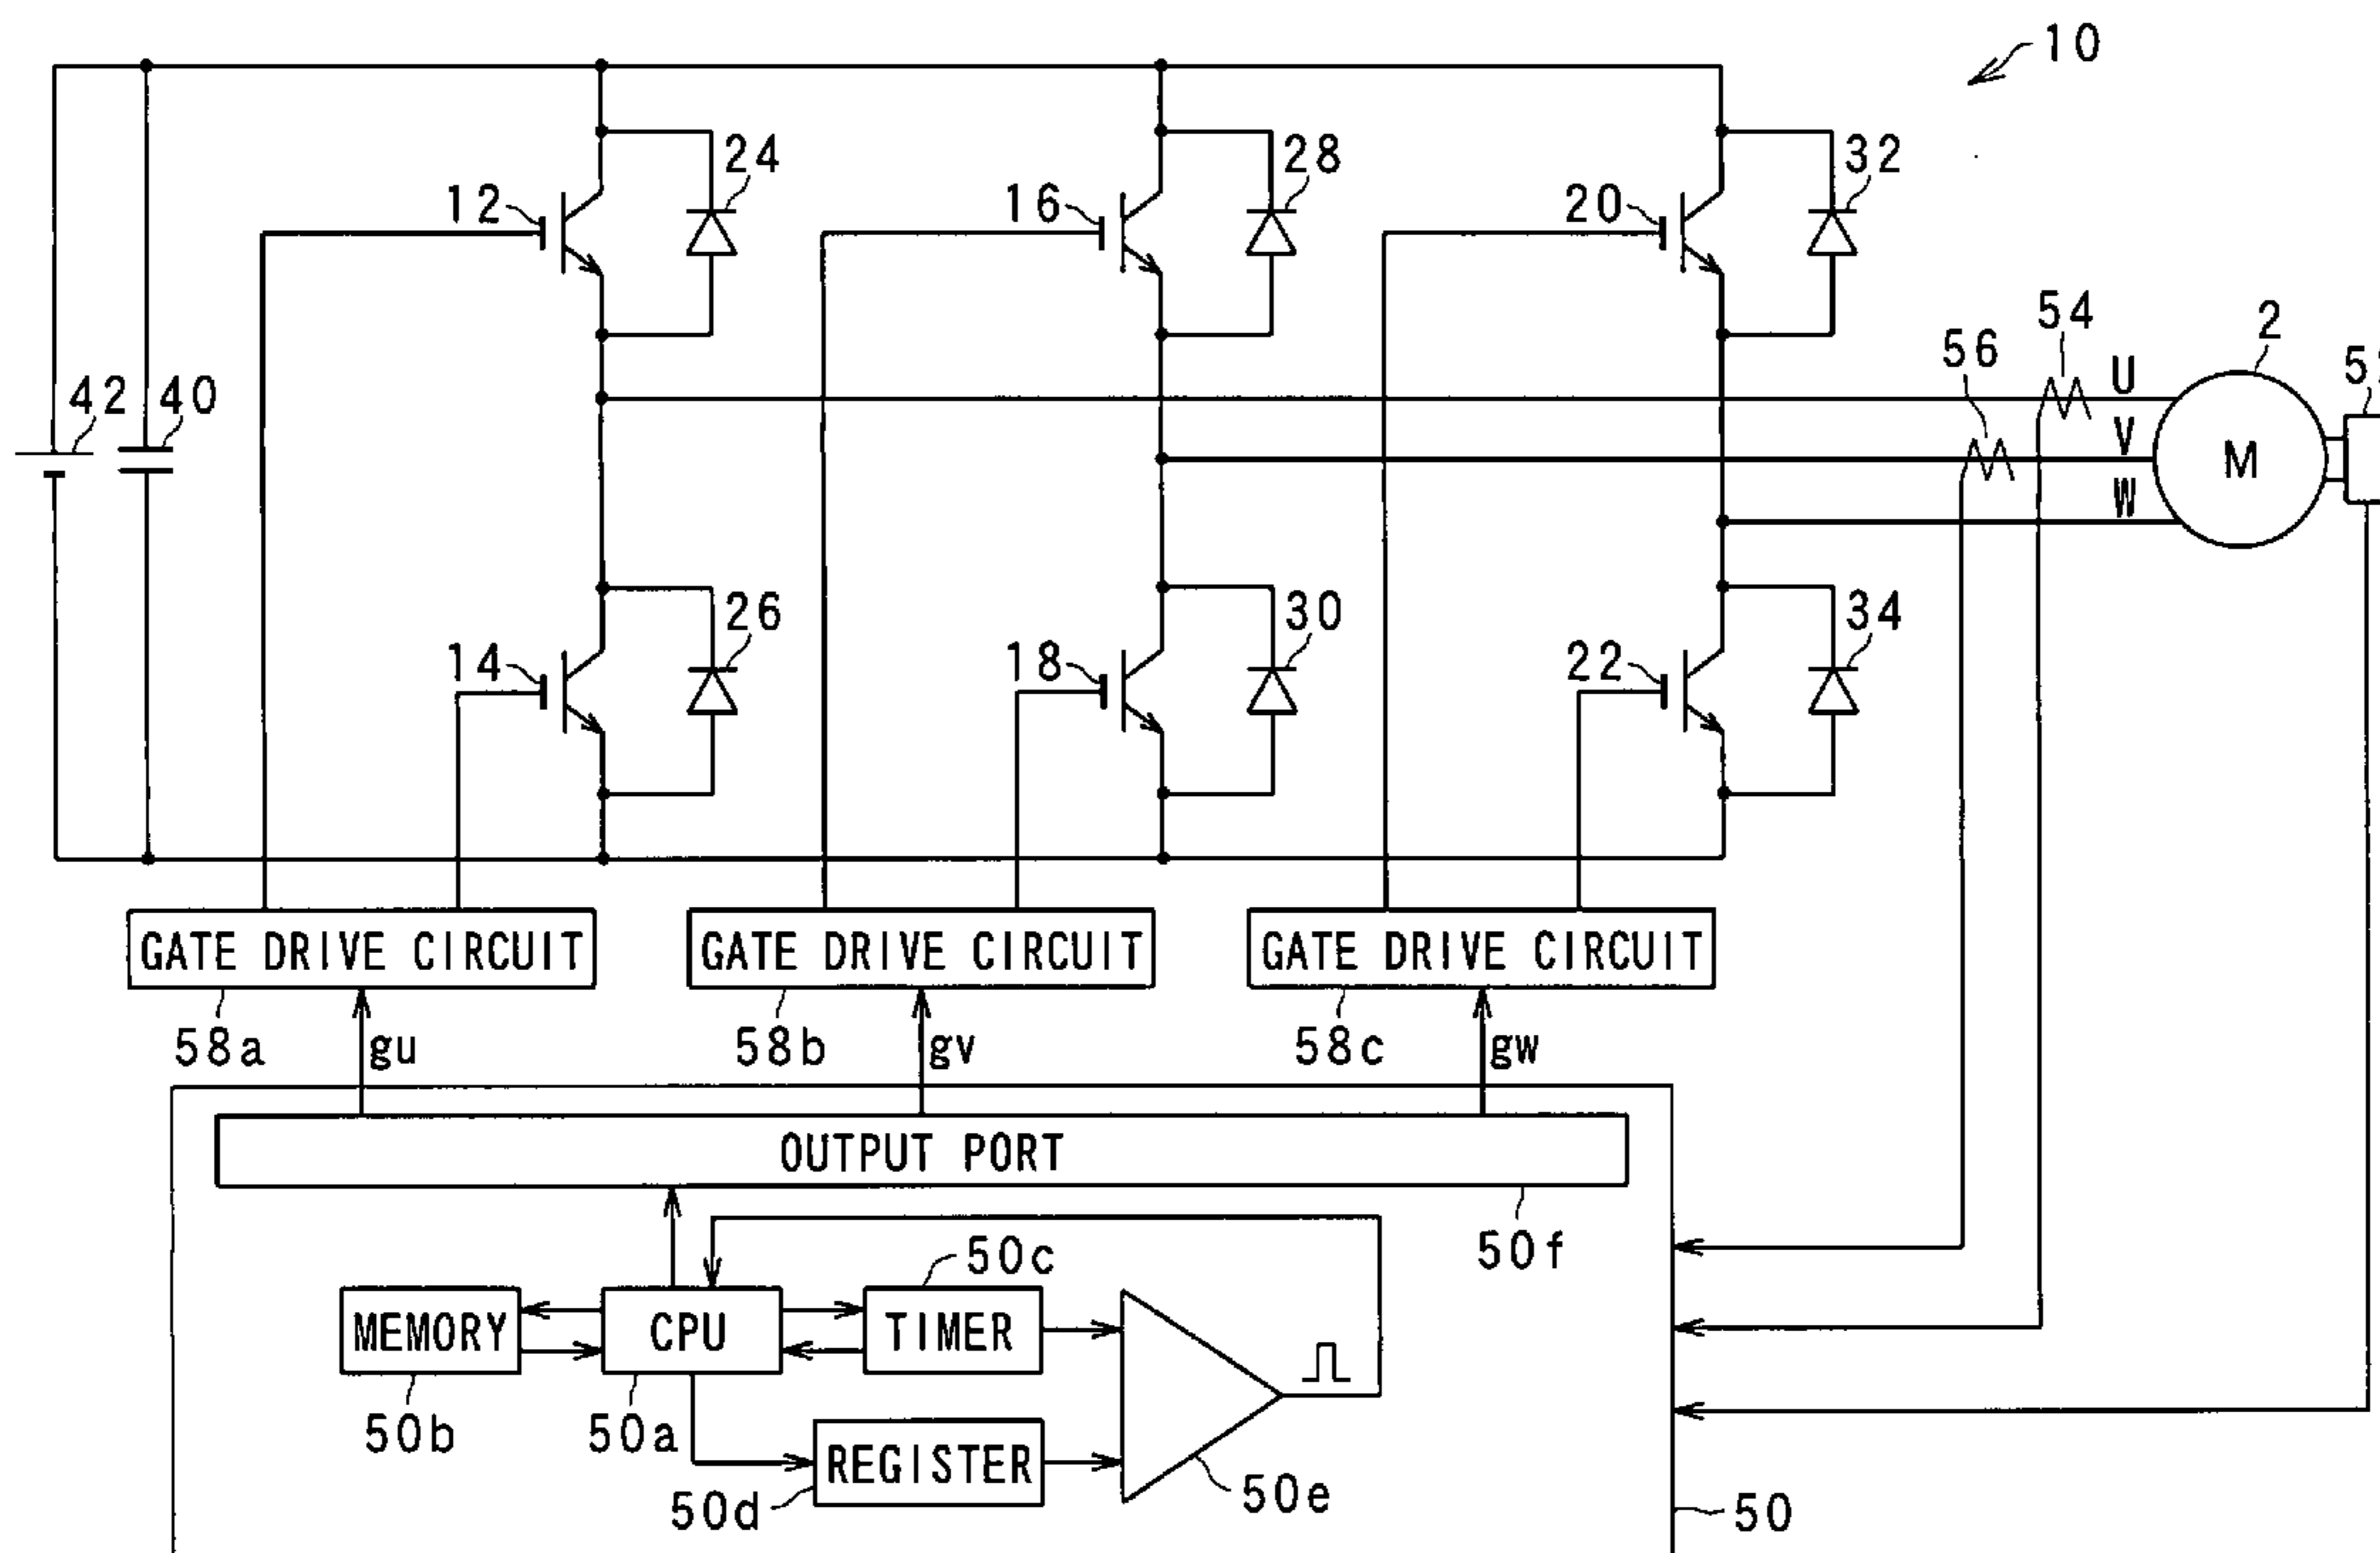 10
24
28
32
12
16
20
54
2
56
U
42
40
V
M
W
26
30
34
14
18
22
GATE DRIVE CIRCUIT
GATE DRIVE CIRCUIT
GATE DRIVE CIRCUIT
58a
gu
58b
gv
58c
gw
OUTPUT PORT
50c
50f
MEMORY
CPU
TIMER
50b
50a
REGISTER
50d
50e
50